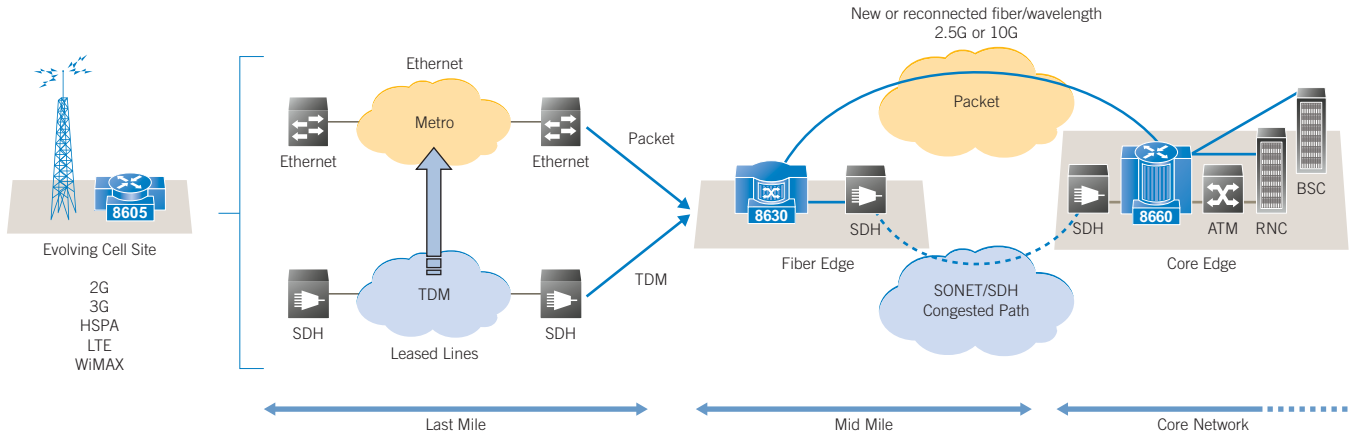 New or reconnected fiber/wavelength
2.5G or 10G
Ethernet
Metro
Packet
Ethernet
Ethernet
Packet
8605
8630
SDH
SDH
8660
ATM
RNC
BSC
Evolving Cell Site
Fiber Edge
Core Edge
2G
3G
HSPA
LTE
WiMAX
TDM
TDM
SDH
SDH
Leased Lines
SONET/SDH
Congested Path
Last Mile
Mid Mile
Core Network